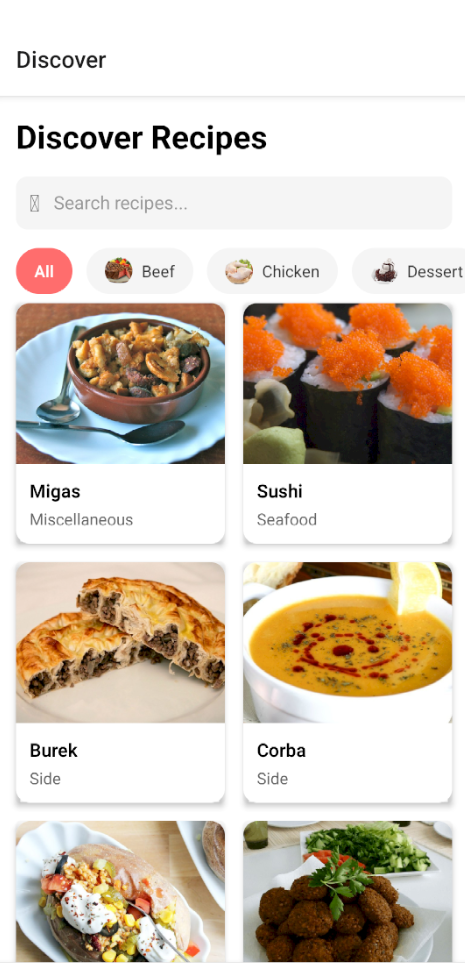 Discover
Discover Recipes
Search recipes...
All Beef Chicken Dessert
Migas Sushi
Miscellaneous Seafood
Burek Corba
Side Side